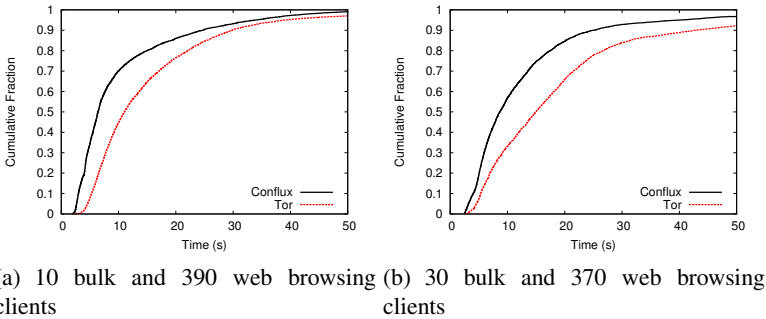 1
0.9
0.8
0.7
0.6
0.5
0.4
0.3
0.2
0.1
0
Cumulative Fraction
0 10 20 30 40 50
Time (s)
Conflux
Tor
1
0.9
0.8
0.7
0.6
0.5
0.4
0.3
0.2
0.1
0
Cumulative Fraction
0 10 20 30 40 50
Time (s)
Conflux
Tor
a) 10 bulk and 390 web browsing
clients
(b) 30 bulk and 370 web browsing
clients